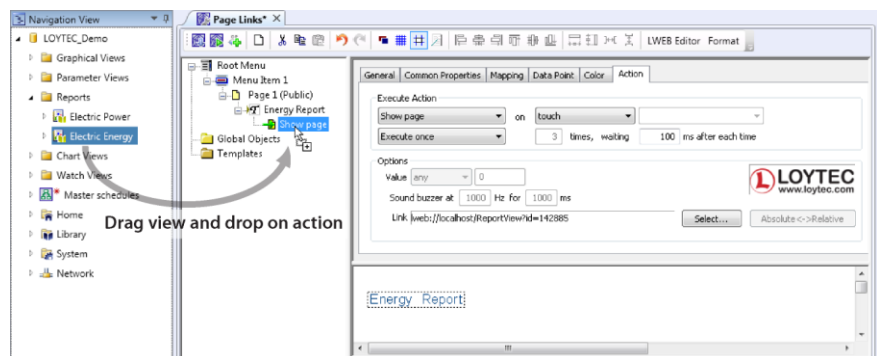 Navigation View
Page Links*
LOYTEC_Demo
Graphical Views
Parameter Views
Reports
Electric Power
Electric Energy
Chart Views
Watch Views
* Master schedules
Home
Library
System
Network
Drag view and drop on action
LWEB Editor Format
Root Menu
Menu Item 1
Page 1 (Public)
Energy Report
Show page
Global Objects
Templates
General Common Properties Mapping Data Point Color Action
Execute Action
Show page on touch
Execute once 3 times, waiting 100 ms after each time
Options
Value any 0
Sound buzzer at 1000 Hz for 1000 ms
Link lweb://localhost/ReportView?id=142885 Select... Absolute<->Relative
LOYTEC
www.loytec.com
Energy Report